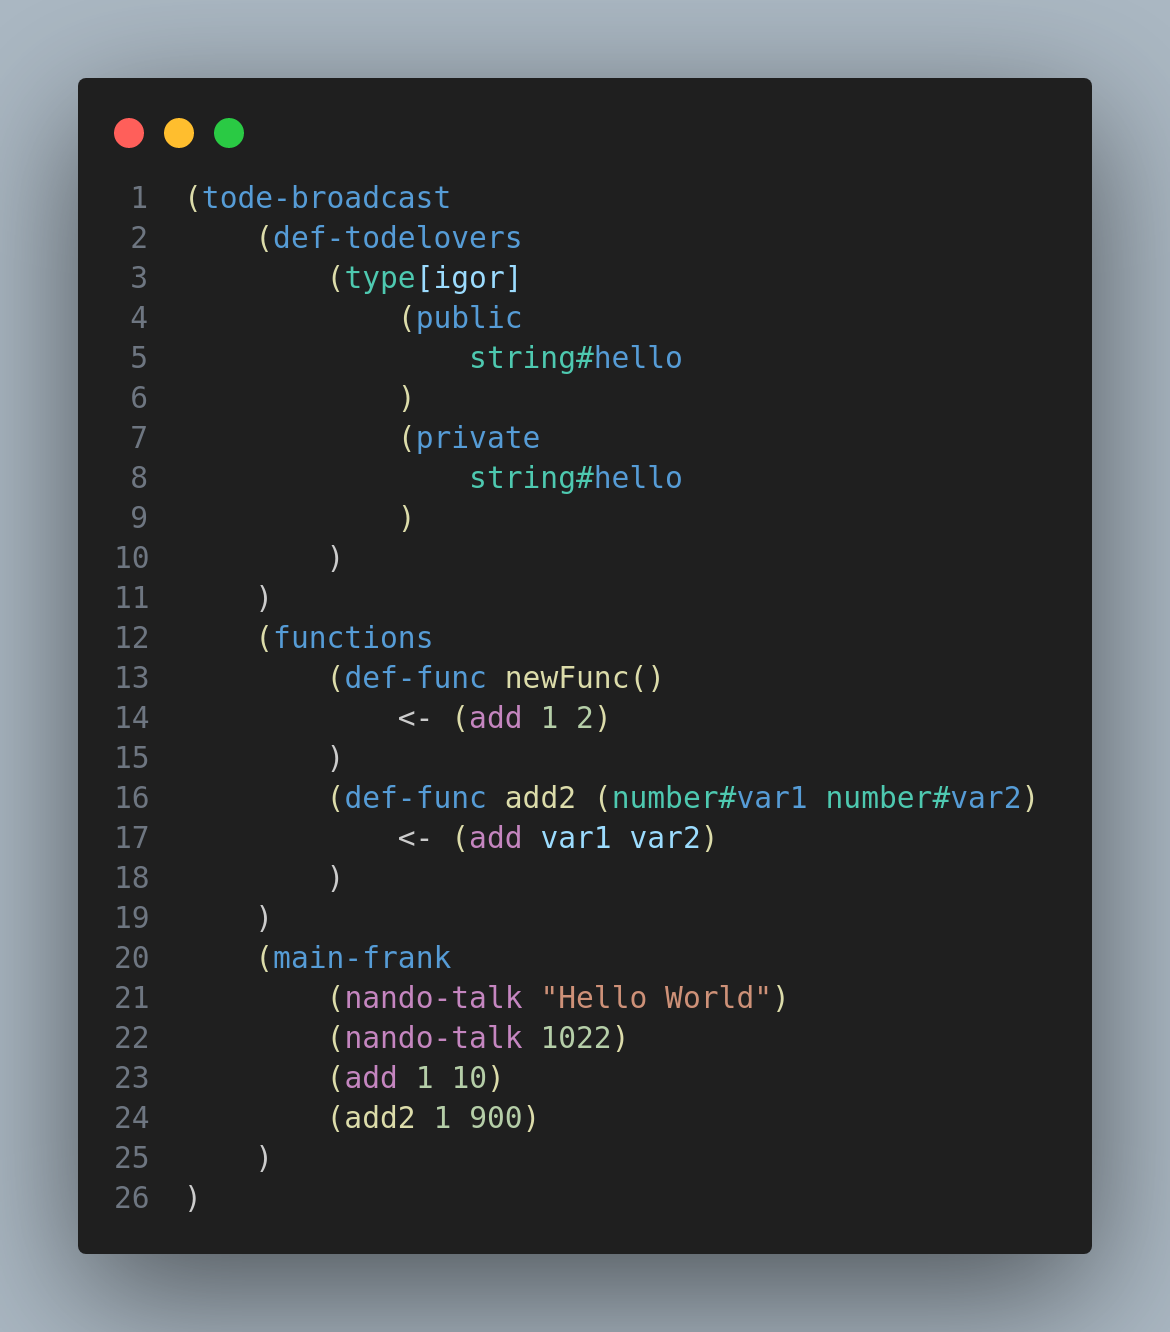 1 (tode-broadcast
2     (def-todelovers
3         (type[igor]
4             (public
5                 string#hello
6             )
7             (private
8                 string#hello
9             )
10         )
11     )
12     (functions
13         (def-func newFunc()
14             <- (add 1 2)
15         )
16         (def-func add2 (number#var1 number#var2)
17             <- (add var1 var2)
18         )
19     )
20     (main-frank
21         (nando-talk "Hello World")
22         (nando-talk 1022)
23         (add 1 10)
24         (add2 1 900)
25     )
26 )